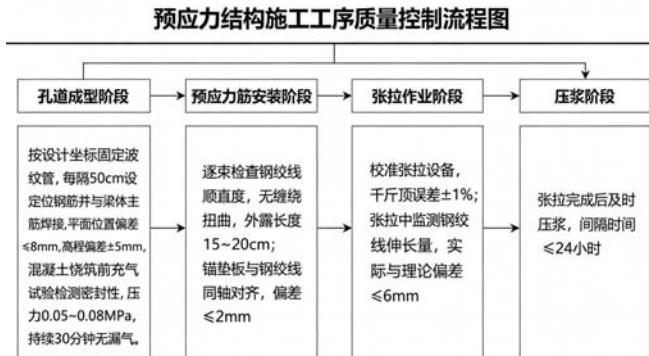 预应力结构施工工序质量控制流程图
孔道成型阶段
预应力筋安装阶段
张拉作业阶段
压浆阶段
按设计坐标固定波
纹管，每隔50cm设
定位钢筋并与梁体主
筋焊接,平面位置偏差
≤8mm,高程偏差±5mm,
混凝土浇筑前充气
试验检测密封性，压
力0.05~0.08MPa,
持续30分钟无漏气。
逐束检查钢绞线
顺直度，无缠绕
扭曲，外露长度
15~20cm;
锚垫板与钢绞线
同轴对齐，偏差
≤2mm
校准张拉设备，
千斤顶误差±1%;
张拉中监测钢绞
线伸长量，实
际与理论偏差
≤6mm
张拉完成后及时
压浆，间隔时间
≤24小时